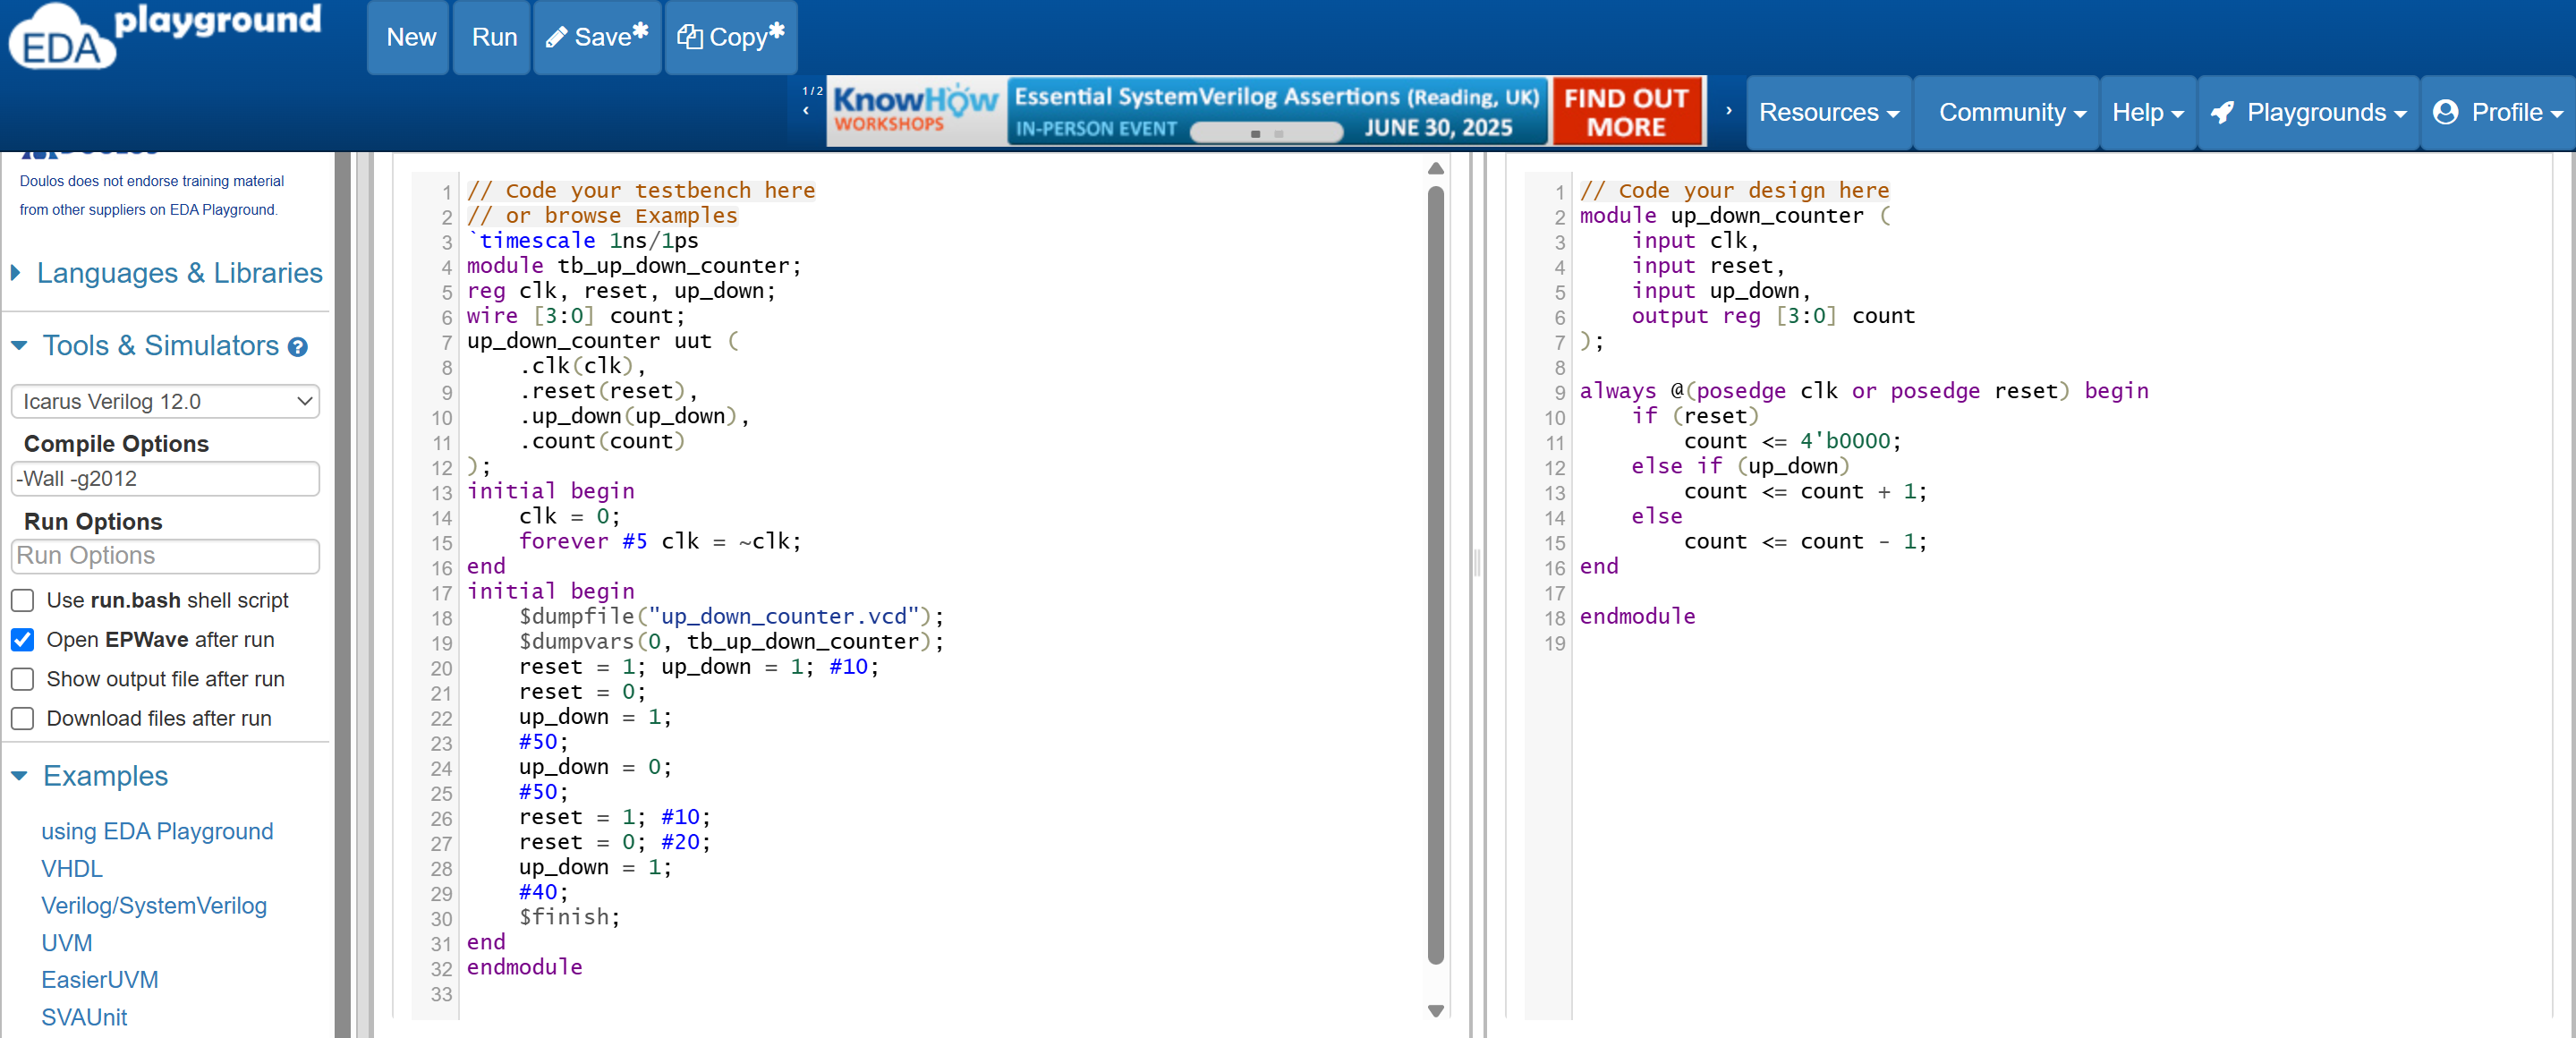 EDA playground
New
Run
Save*
Copy*
1 / 2
‹
KnowHow
WORKSHOPS
Essential SystemVerilog Assertions (Reading, UK)
IN-PERSON EVENT
JUNE 30, 2025
FIND OUT
MORE
›
Resources
Community
Help
Playgrounds
Profile
Doulos does not endorse training material
from other suppliers on EDA Playground.
Languages & Libraries
Tools & Simulators
Icarus Verilog 12.0
Compile Options
-Wall -g2012
Run Options
Run Options
Use run.bash shell script
Open EPWave after run
Show output file after run
Download files after run
Examples
using EDA Playground
VHDL
Verilog/SystemVerilog
UVM
EasierUVM
SVAUnit
1 // Code your testbench here
2 // or browse Examples
3 `timescale 1ns/1ps
4 module tb_up_down_counter;
5 reg clk, reset, up_down;
6 wire [3:0] count;
7 up_down_counter uut (
8     .clk(clk),
9     .reset(reset),
10     .up_down(up_down),
11     .count(count)
12 );
13 initial begin
14     clk = 0;
15     forever #5 clk = ~clk;
16 end
17 initial begin
18     $dumpfile("up_down_counter.vcd");
19     $dumpvars(0, tb_up_down_counter);
20     reset = 1; up_down = 1; #10;
21     reset = 0;
22     up_down = 1;
23     #50;
24     up_down = 0;
25     #50;
26     reset = 1; #10;
27     reset = 0; #20;
28     up_down = 1;
29     #40;
30     $finish;
31 end
32 endmodule
33
1 // Code your design here
2 module up_down_counter (
3     input clk,
4     input reset,
5     input up_down,
6     output reg [3:0] count
7 );
8
9 always @(posedge clk or posedge reset) begin
10     if (reset)
11         count <= 4'b0000;
12     else if (up_down)
13         count <= count + 1;
14     else
15         count <= count - 1;
16 end
17
18 endmodule
19